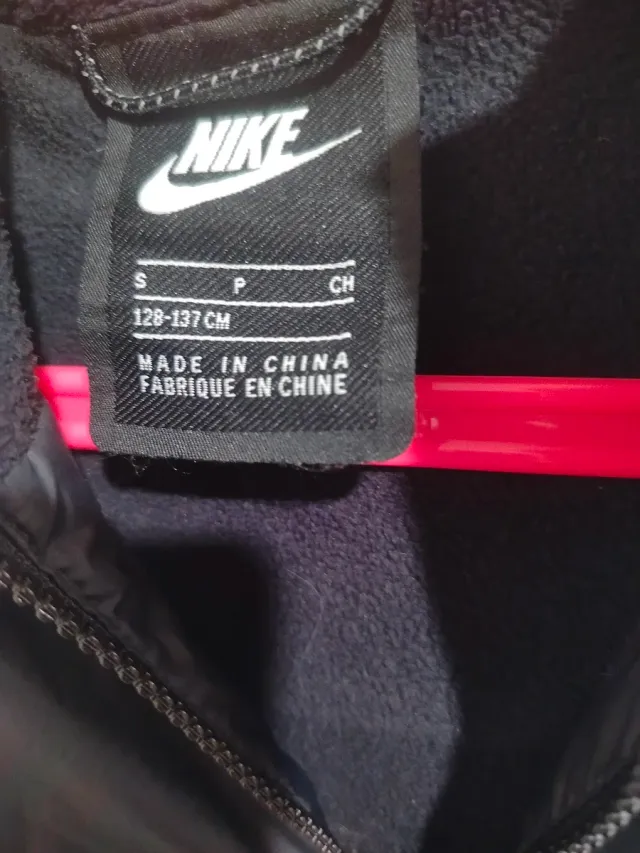 NIKE
S P CH
128-137 CM
MADE IN CHINA
FABRIQUE EN CHINE